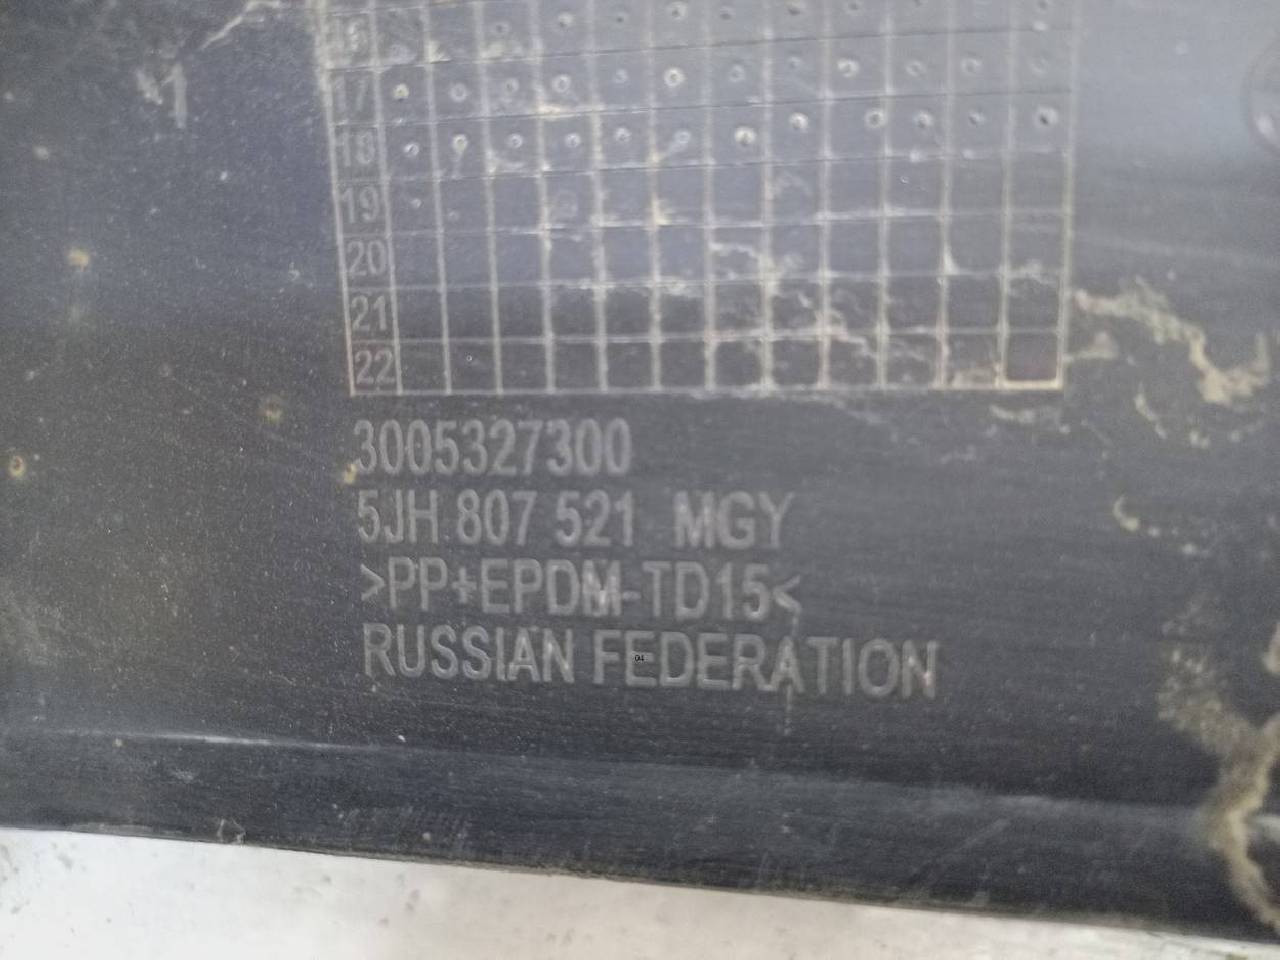 16
17
18
19
20
21
22
3005327300
5JH 807 521 MGY
>PP+EPDM-TD15<
RUSSIAN FEDERATION